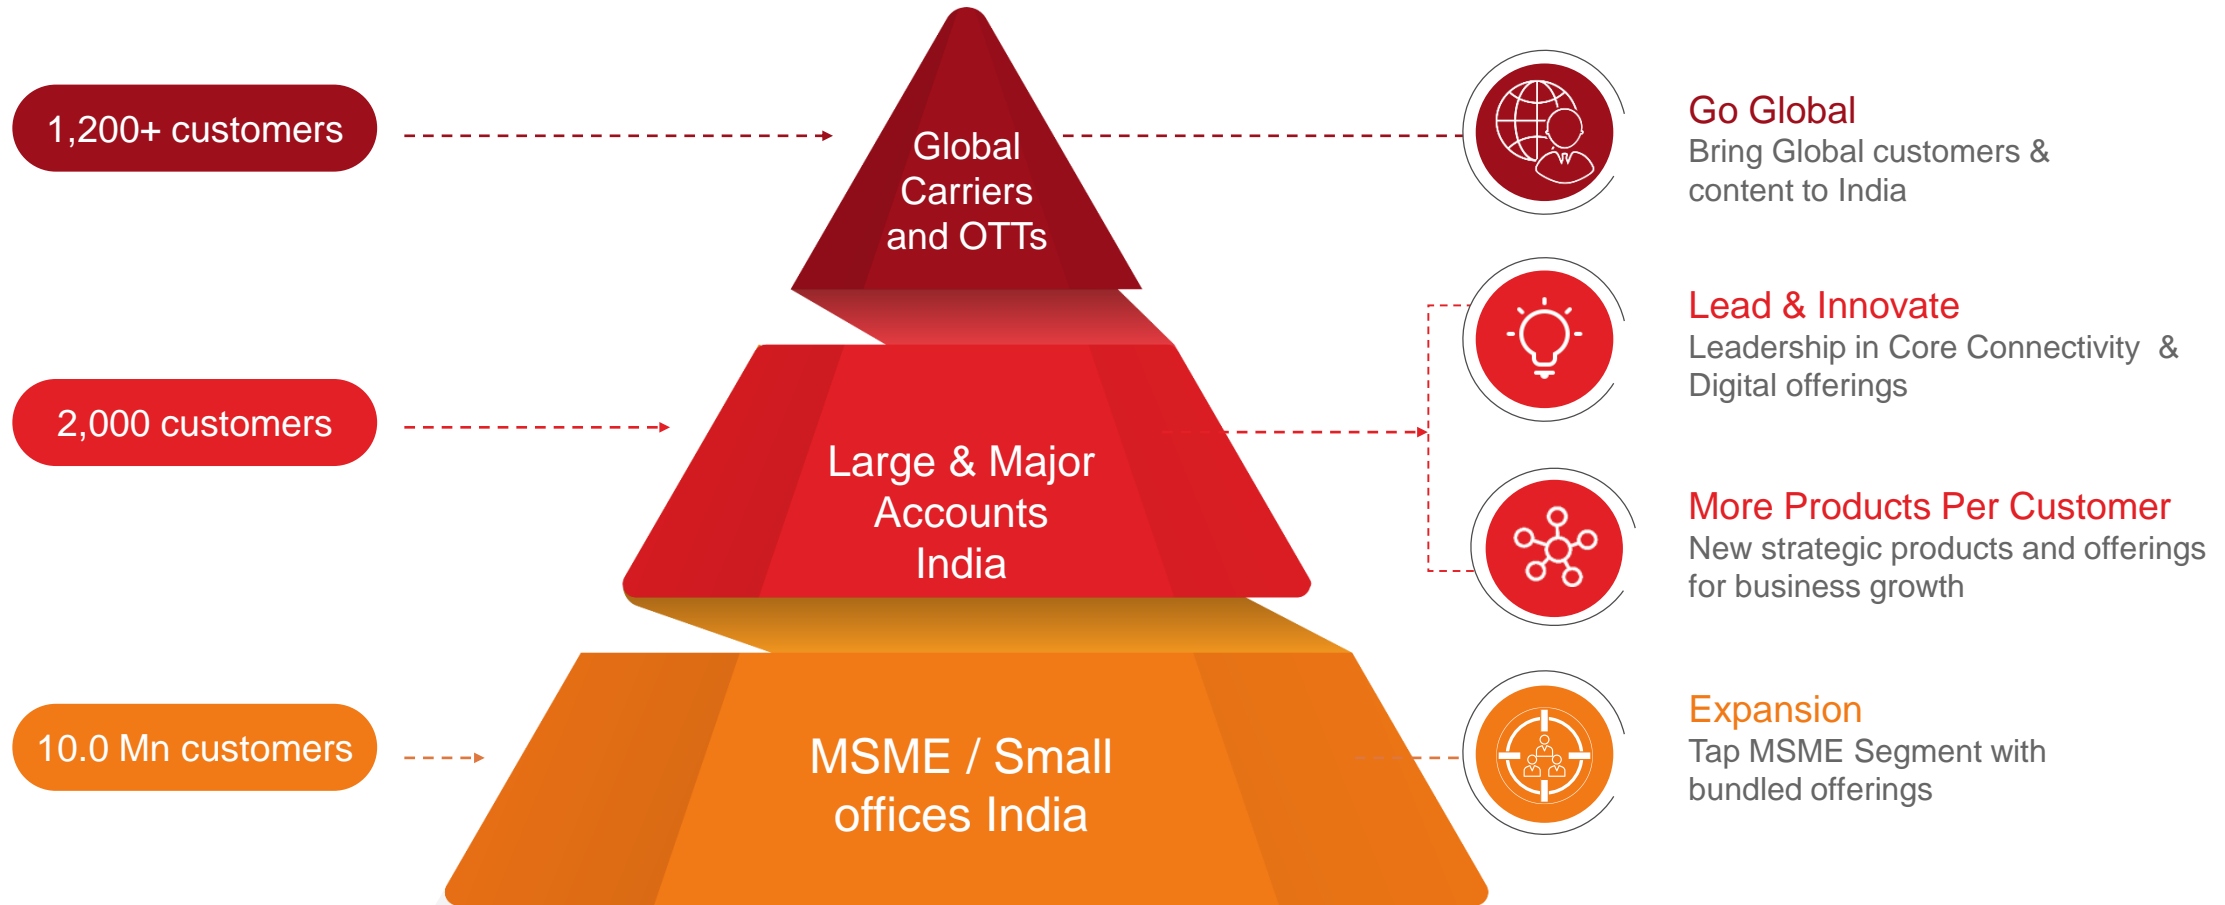 1,200+ customers
Global
Carriers
and OTTs
Go Global
Bring Global customers &
content to India
2,000 customers
Large & Major
Accounts
India
Lead & Innovate
Leadership in Core Connectivity  &
Digital offerings
More Products Per Customer
New strategic products and offerings
for business growth
10.0 Mn customers
MSME / Small
offices India
Expansion
Tap MSME Segment with
bundled offerings